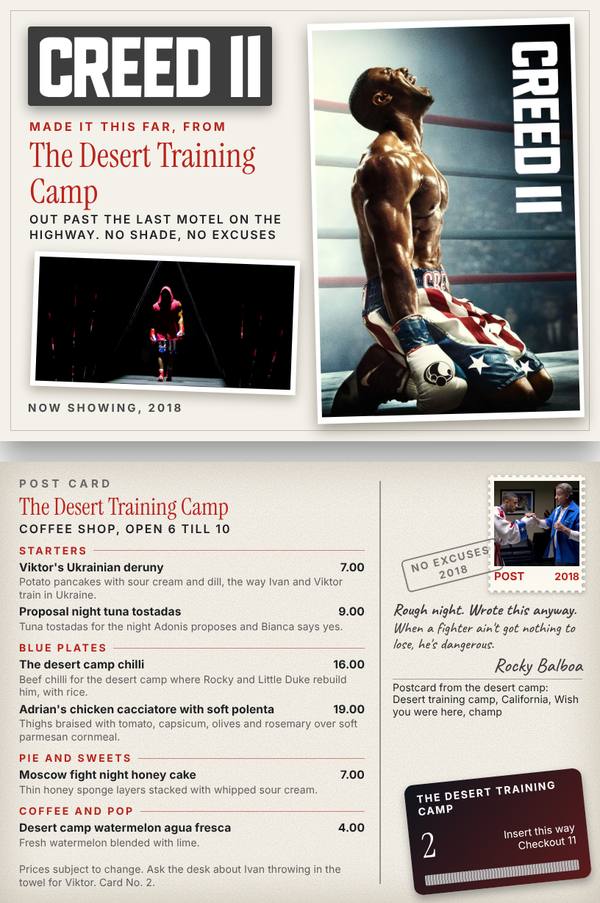 CREED II
MADE IT THIS FAR, FROM
The Desert Training
Camp
OUT PAST THE LAST MOTEL ON THE
HIGHWAY. NO SHADE, NO EXCUSES
NOW SHOWING, 2018
CREED II
CRE
POST CARD
The Desert Training Camp
COFFEE SHOP, OPEN 6 TILL 10
STARTERS
Viktor's Ukrainian deruny 7.00
Potato pancakes with sour cream and dill, the way Ivan and Viktor
train in Ukraine.
Proposal night tuna tostadas 9.00
Tuna tostadas for the night Adonis proposes and Bianca says yes.
BLUE PLATES
The desert camp chilli 16.00
Beef chilli for the desert camp where Rocky and Little Duke rebuild
him, with rice.
Adrian's chicken cacciatore with soft polenta 19.00
Thighs braised with tomato, capsicum, olives and rosemary over soft
parmesan cornmeal.
PIE AND SWEETS
Moscow fight night honey cake 7.00
Thin honey sponge layers stacked with whipped sour cream.
COFFEE AND POP
Desert camp watermelon agua fresca 4.00
Fresh watermelon blended with lime.
Prices subject to change. Ask the desk about Ivan throwing in the
towel for Viktor. Card No. 2.
POST 2018
NO EXCUSES
2018
Rough night. Wrote this anyway.
When a fighter ain't got nothing to
lose, he's dangerous.
Rocky Balboa
Postcard from the desert camp:
Desert training camp, California, Wish
you were here, champ
THE DESERT TRAINING
CAMP
2
Insert this way
Checkout 11